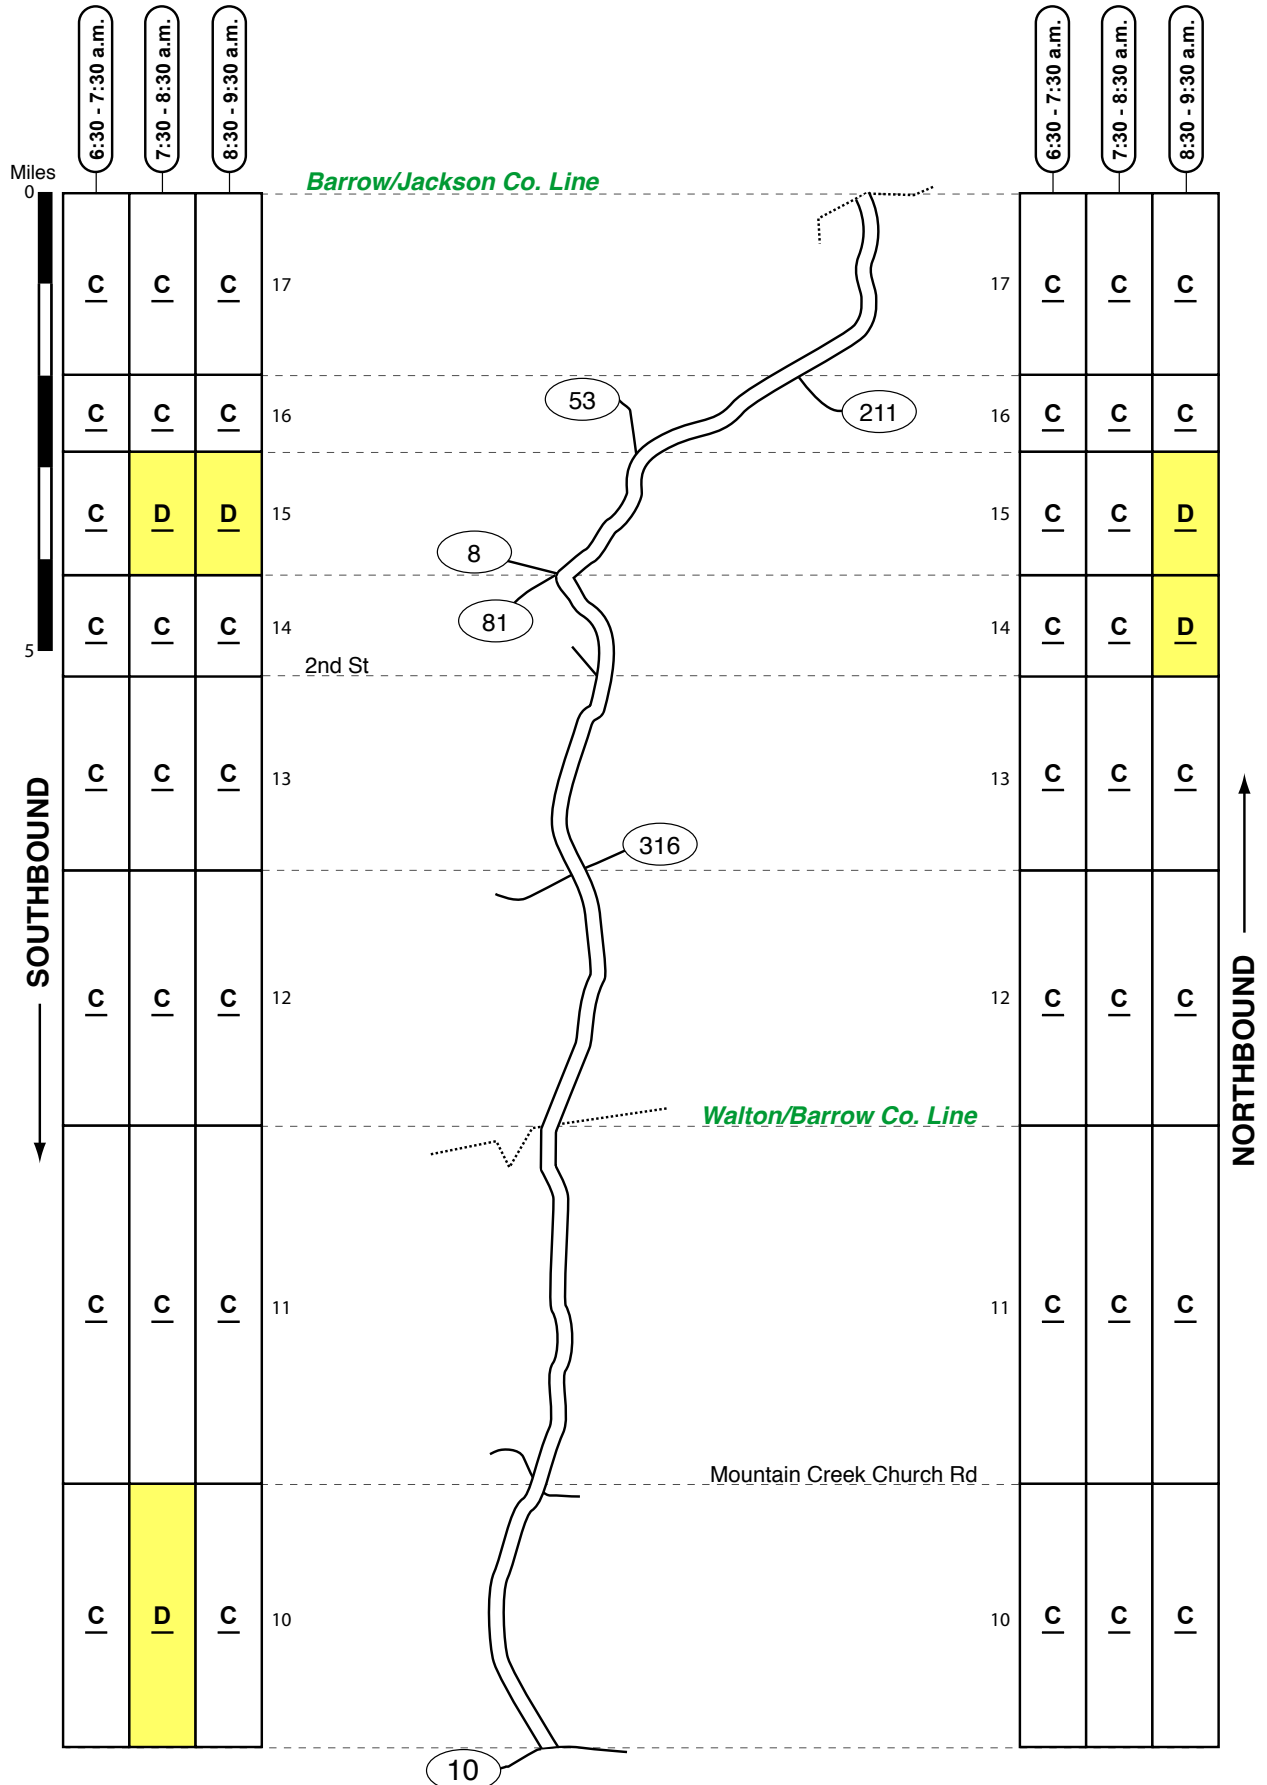 6:30 - 7:30 a.m. 7:30 - 8:30 a.m. 8:30 - 9:30 a.m. 6:30 - 7:30 a.m. 7:30 - 8:30 a.m. 8:30 - 9:30 a.m.
Miles
0
Barrow/Jackson Co. Line
C C C 17 17 C C C
53
211
C C C 16 16 C C C
C D D 15 15 C C D
8
81
C C C 14 14 C C D
5
2nd St
C C C 13 13 C C C
SOUTHBOUND
316
NORTHBOUND
C C C 12 12 C C C
Walton/Barrow Co. Line
C C C 11 11 C C C
Mountain Creek Church Rd
C D C 10 10 C C C
10